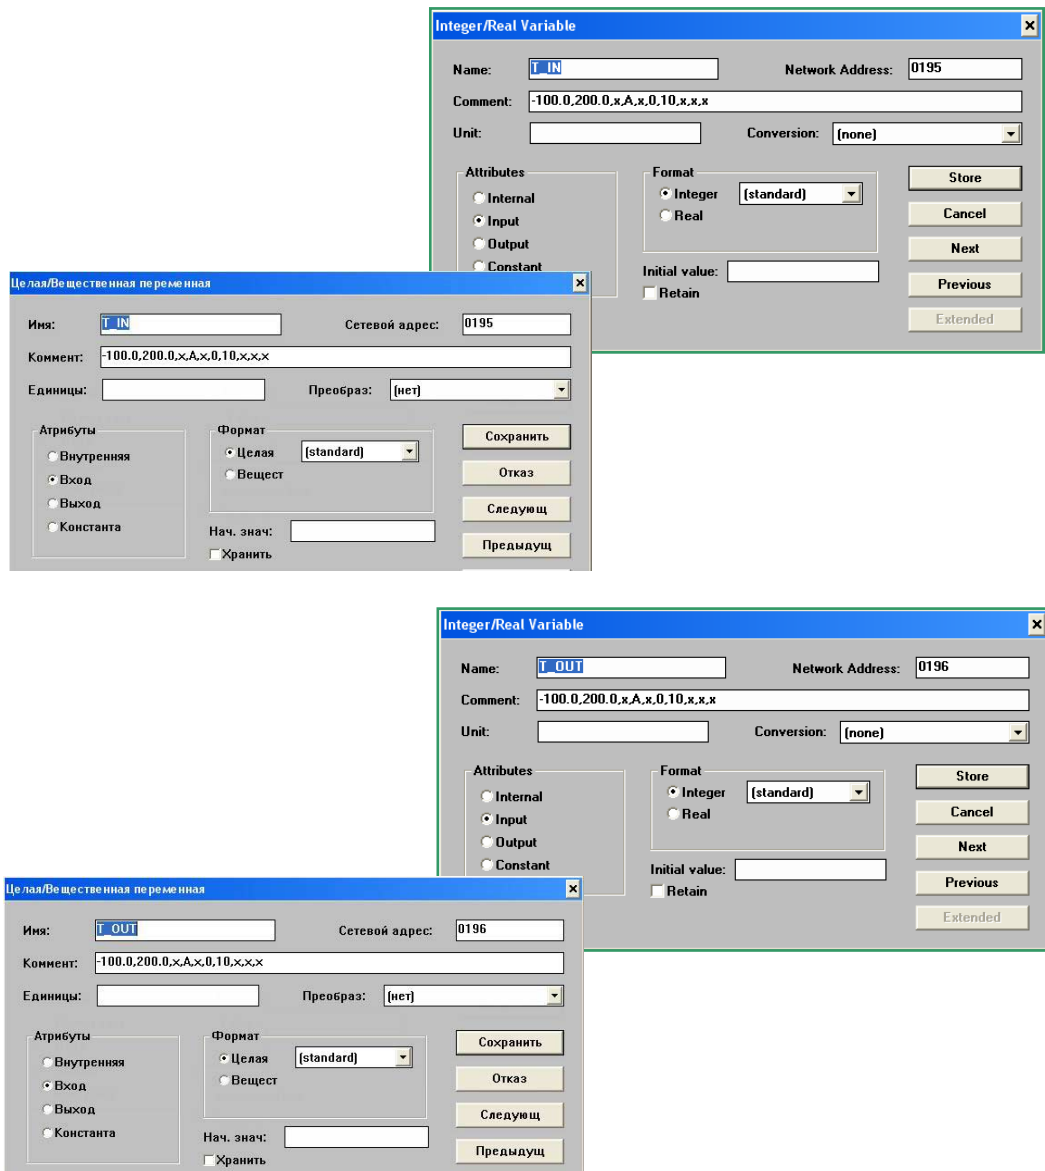 Integer/Real Variable
Name: T_IN Network Address: 0195
Comment: -100.0,200.0,x,A,x,0,10,x,x,x
Unit: Conversion: (none)
Attributes Format Store
Internal Integer (standard)
Input Real Cancel
Output Next
Constant Initial value: Previous
Retain
Extended
Целая/Вещественная переменная
Имя: T_IN Сетевой адрес: 0195
Коммент: -100.0,200.0,x,A,x,0,10,x,x,x
Единицы: Преобраз: (нет)
Атрибуты Формат Сохранить
Внутренняя Целая (standard)
Вход Вещест Отказ
Выход Следующ
Константа Нач. знач: Предыдущ
Хранить
Integer/Real Variable
Name: T_OUT Network Address: 0196
Comment: -100.0,200.0,x,A,x,0,10,x,x,x
Unit: Conversion: (none)
Attributes Format Store
Internal Integer (standard)
Input Real Cancel
Output Next
Constant Initial value: Previous
Retain
Extended
Целая/Вещественная переменная
Имя: T_OUT Сетевой адрес: 0196
Коммент: -100.0,200.0,x,A,x,0,10,x,x,x
Единицы: Преобраз: (нет)
Атрибуты Формат Сохранить
Внутренняя Целая (standard)
Вход Вещест Отказ
Выход Следующ
Константа Нач. знач: Предыдущ
Хранить